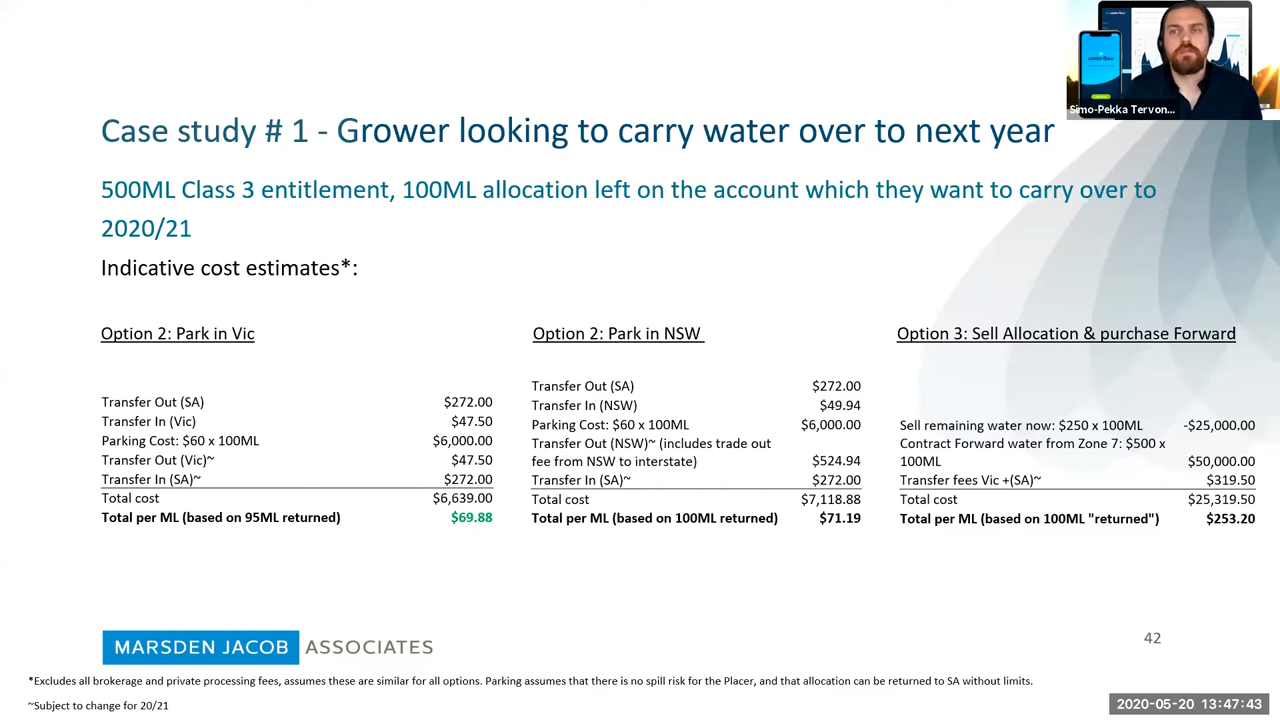 Simo-Pekka Tervon...
Case study # 1 - Grower looking to carry water over to next year
500ML Class 3 entitlement, 100ML allocation left on the account which they want to carry over to
2020/21
Indicative cost estimates*:
Option 2: Park in Vic
Transfer Out (SA) $272.00
Transfer In (Vic) $47.50
Parking Cost: $60 x 100ML $6,000.00
Transfer Out (Vic)~ $47.50
Transfer In (SA)~ $272.00
Total cost $6,639.00
Total per ML (based on 95ML returned) $69.88
Option 2: Park in NSW
Transfer Out (SA) $272.00
Transfer In (NSW) $49.94
Parking Cost: $60 x 100ML $6,000.00
Transfer Out (NSW)~ (includes trade out
fee from NSW to interstate) $524.94
Transfer In (SA)~ $272.00
Total cost $7,118.88
Total per ML (based on 100ML returned) $71.19
Option 3: Sell Allocation & purchase Forward
Sell remaining water now: $250 x 100ML -$25,000.00
Contract Forward water from Zone 7: $500 x
100ML $50,000.00
Transfer fees Vic +(SA)~ $319.50
Total cost $25,319.50
Total per ML (based on 100ML "returned") $253.20
MARSDEN JACOB ASSOCIATES
42
*Excludes all brokerage and private processing fees, assumes these are similar for all options. Parking assumes that there is no spill risk for the Placer, and that allocation can be returned to SA without limits.
~Subject to change for 20/21
2020-05-20 13:47:43